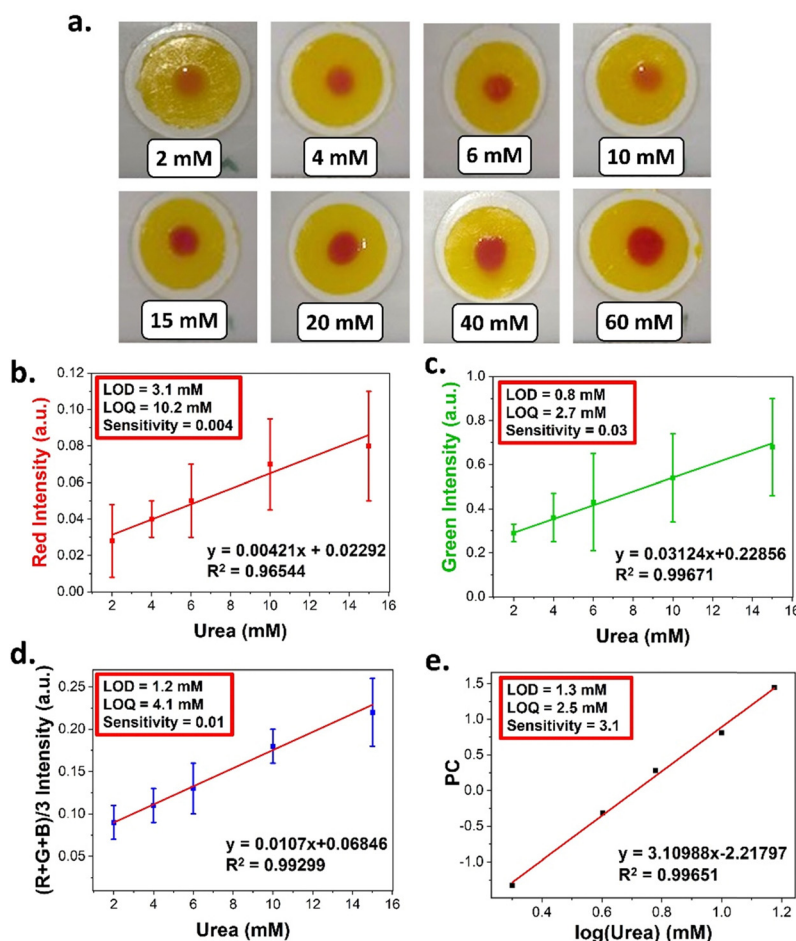 a.
2 mM
4 mM
6 mM
10 mM
15 mM
20 mM
40 mM
60 mM
b.
LOD = 3.1 mM
LOQ = 10.2 mM
Sensitivity = 0.004
y = 0.00421x + 0.02292
R² = 0.96544
Red Intensity (a.u.)
0.12
0.10
0.08
0.06
0.04
0.02
0.00
2 4 6 8 10 12 14 16
Urea (mM)
c.
LOD = 0.8 mM
LOQ = 2.7 mM
Sensitivity = 0.03
y = 0.03124x+0.22856
R² = 0.99671
Green Intensity (a.u.)
1.0
0.8
0.6
0.4
0.2
0.0
2 4 6 8 10 12 14 16
Urea (mM)
d.
LOD = 1.2 mM
LOQ = 4.1 mM
Sensitivity = 0.01
y = 0.0107x+0.06846
R² = 0.99299
(R+G+B)/3 Intensity (a.u.)
0.25
0.20
0.15
0.10
0.05
2 4 6 8 10 12 14 16
Urea (mM)
e.
LOD = 1.3 mM
LOQ = 2.5 mM
Sensitivity = 3.1
y = 3.10988x-2.21797
R² = 0.99651
PC
1.5
1.0
0.5
0.0
-0.5
-1.0
0.4 0.6 0.8 1.0 1.2
log(Urea) (mM)